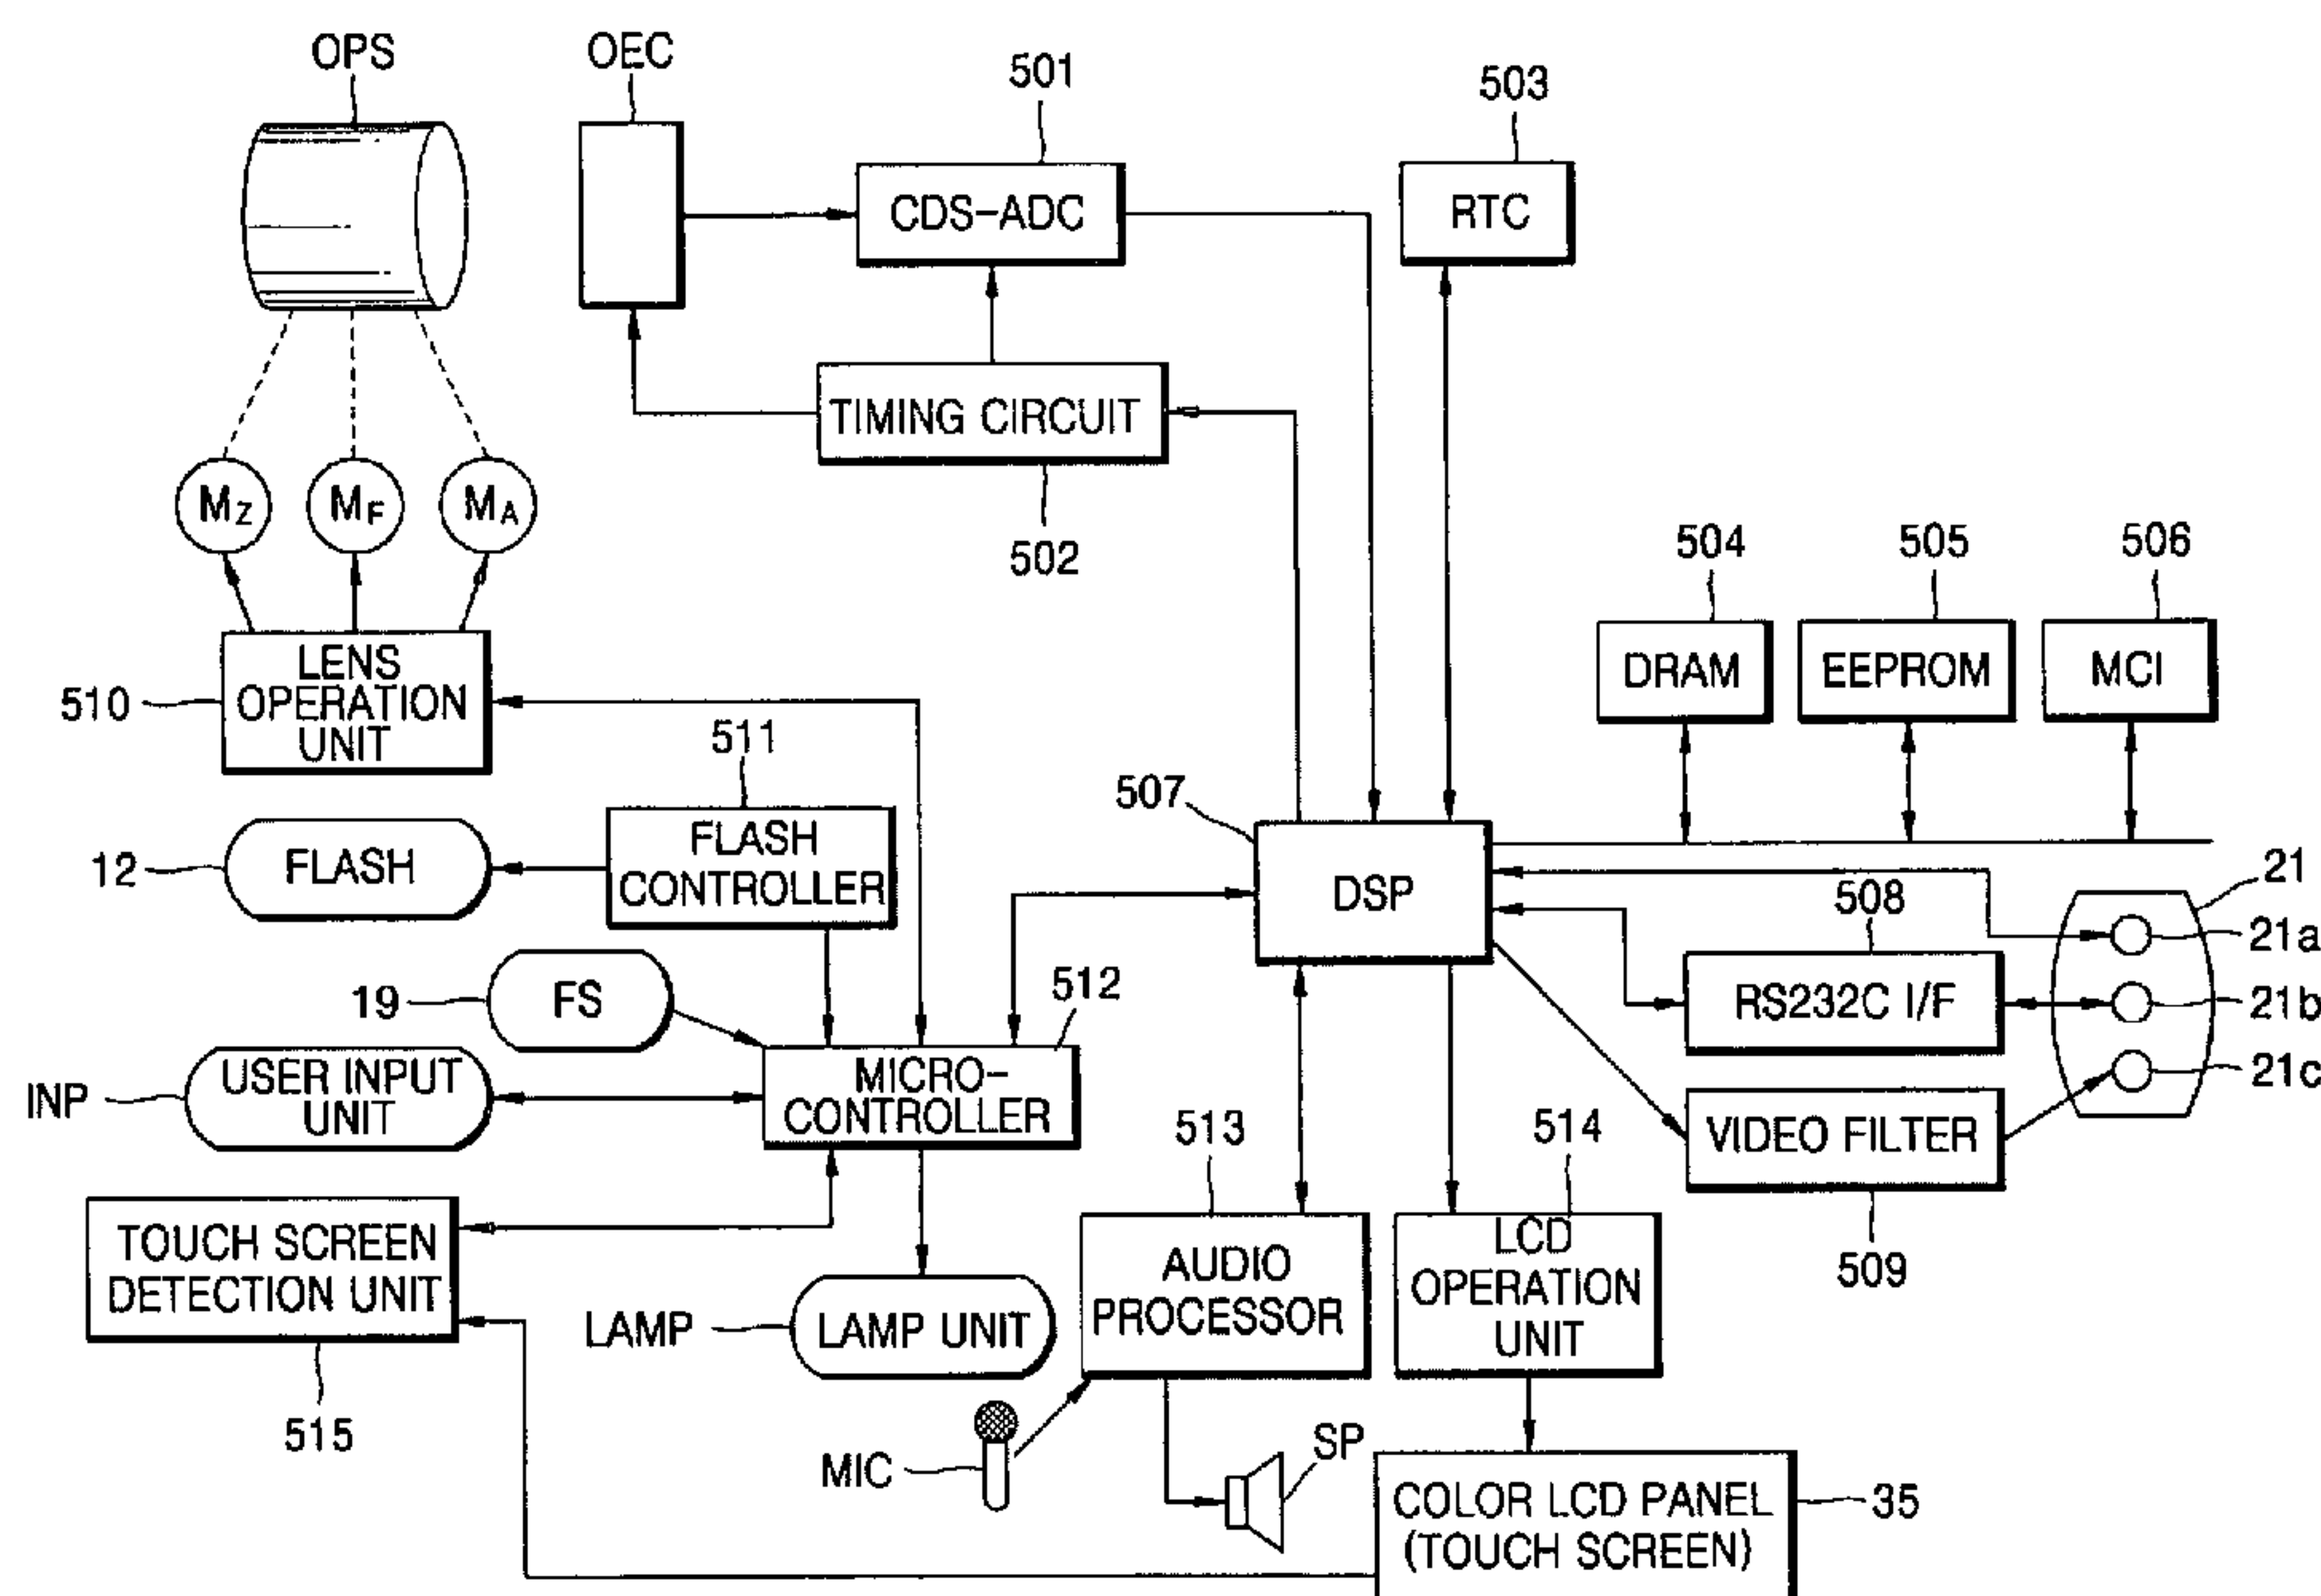 OPS
OEC
501
503
CDS-ADC
RTC
TIMING CIRCUIT
502
MZ
MF
MA
504
505
506
DRAM
EEPROM
MCI
LENS
OPERATION
UNIT
510
511
507
FLASH
CONTROLLER
FLASH
12
DSP
508
21
21a
RS232C I/F
21b
21c
FS
19
512
USER INPUT
UNIT
INP
MICRO-
CONTROLLER
513
514
VIDEO FILTER
509
TOUCH SCREEN
DETECTION UNIT
515
LAMP
LAMP UNIT
AUDIO
PROCESSOR
LCD
OPERATION
UNIT
MIC
SP
COLOR LCD PANEL
(TOUCH SCREEN)
35